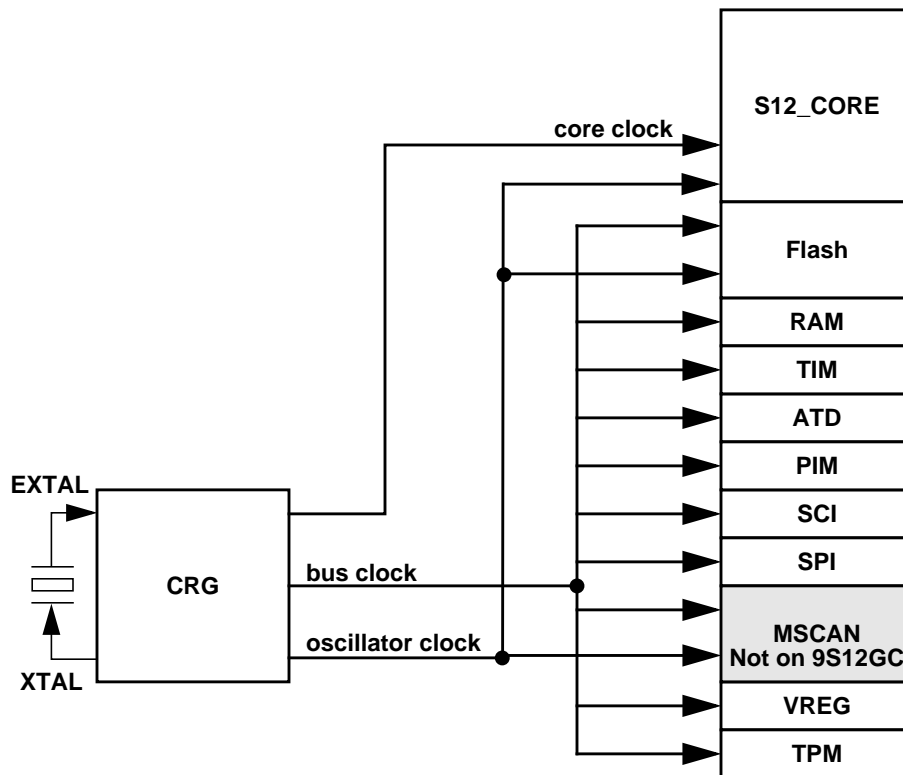 S12_CORE
core clock
Flash
RAM
TIM
ATD
PIM
EXTAL
SCI
SPI
bus clock
CRG
MSCAN
Not on 9S12GC
oscillator clock
XTAL
VREG
TPM